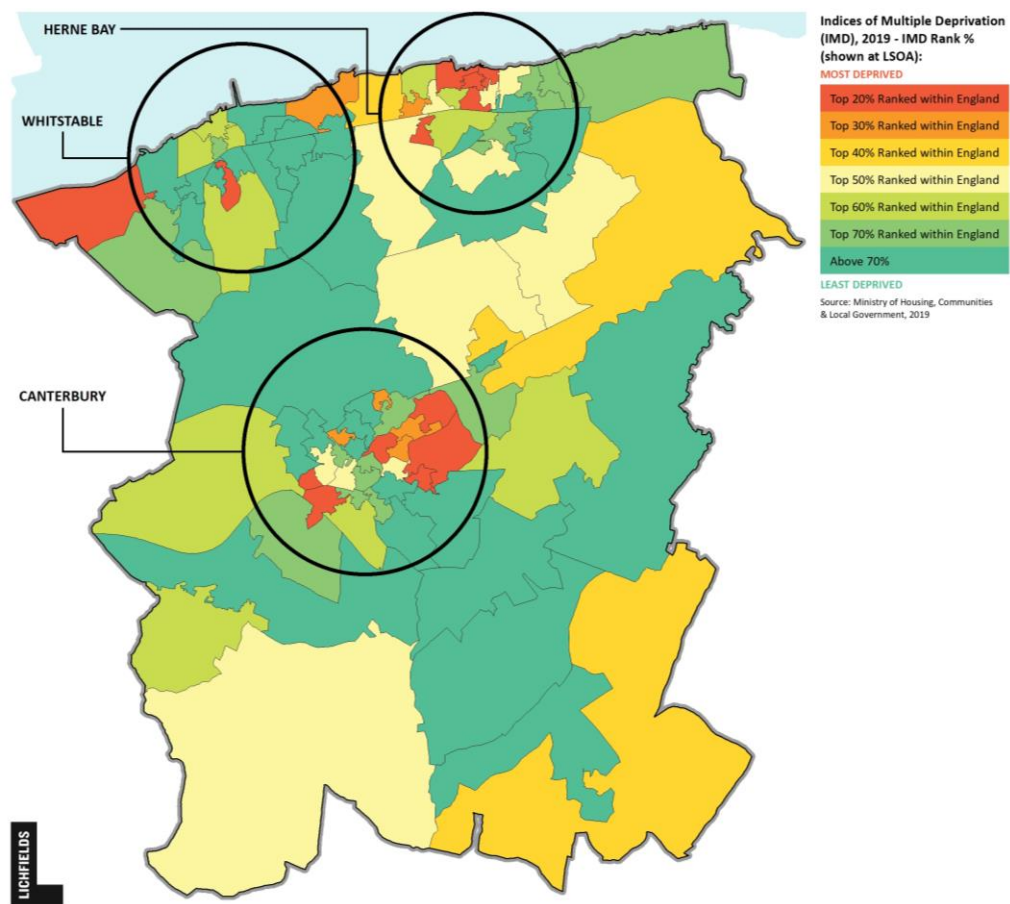 HERNE BAY
WHITSTABLE
CANTERBURY
Indices of Multiple Deprivation
(IMD), 2019 - IMD Rank %
(shown at LSOA):
MOST DEPRIVED
Top 20% Ranked within England
Top 30% Ranked within England
Top 40% Ranked within England
Top 50% Ranked within England
Top 60% Ranked within England
Top 70% Ranked within England
Above 70%
LEAST DEPRIVED
Source: Ministry of Housing, Communities
& Local Government, 2019
LICHFIELDS